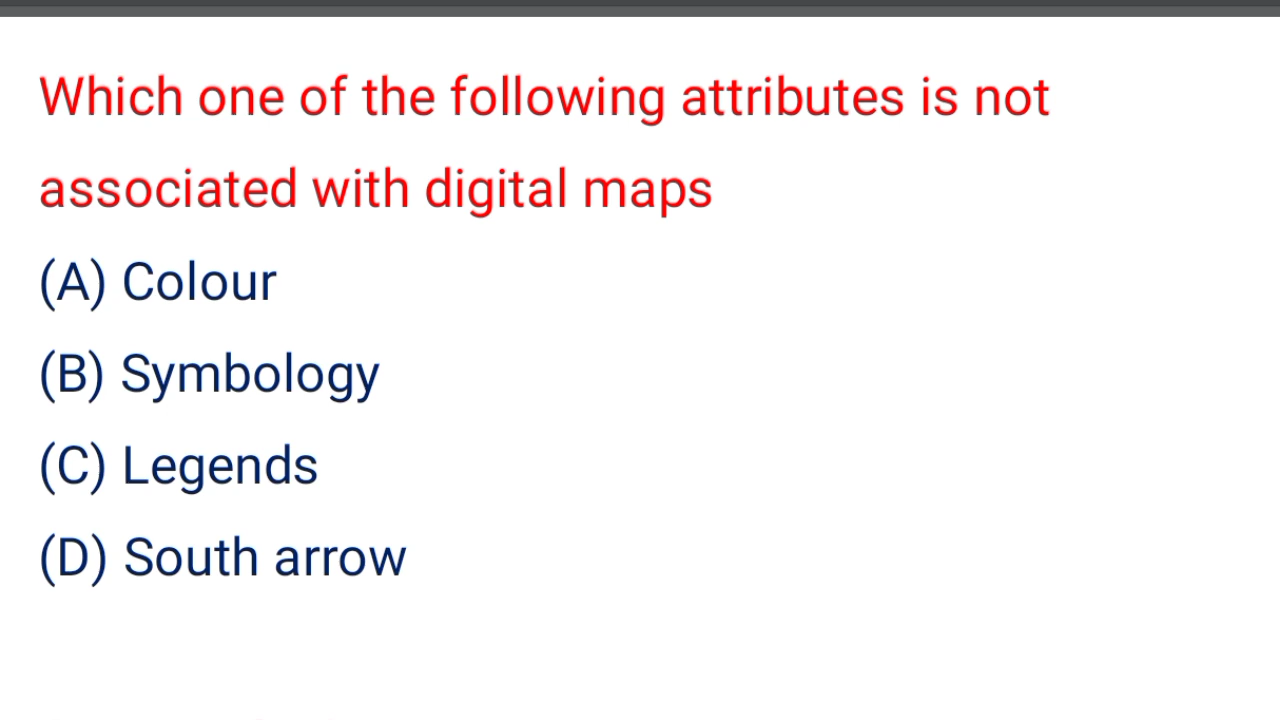 Which one of the following attributes is not
associated with digital maps
(A) Colour
(B) Symbology
(C) Legends
(D) South arrow